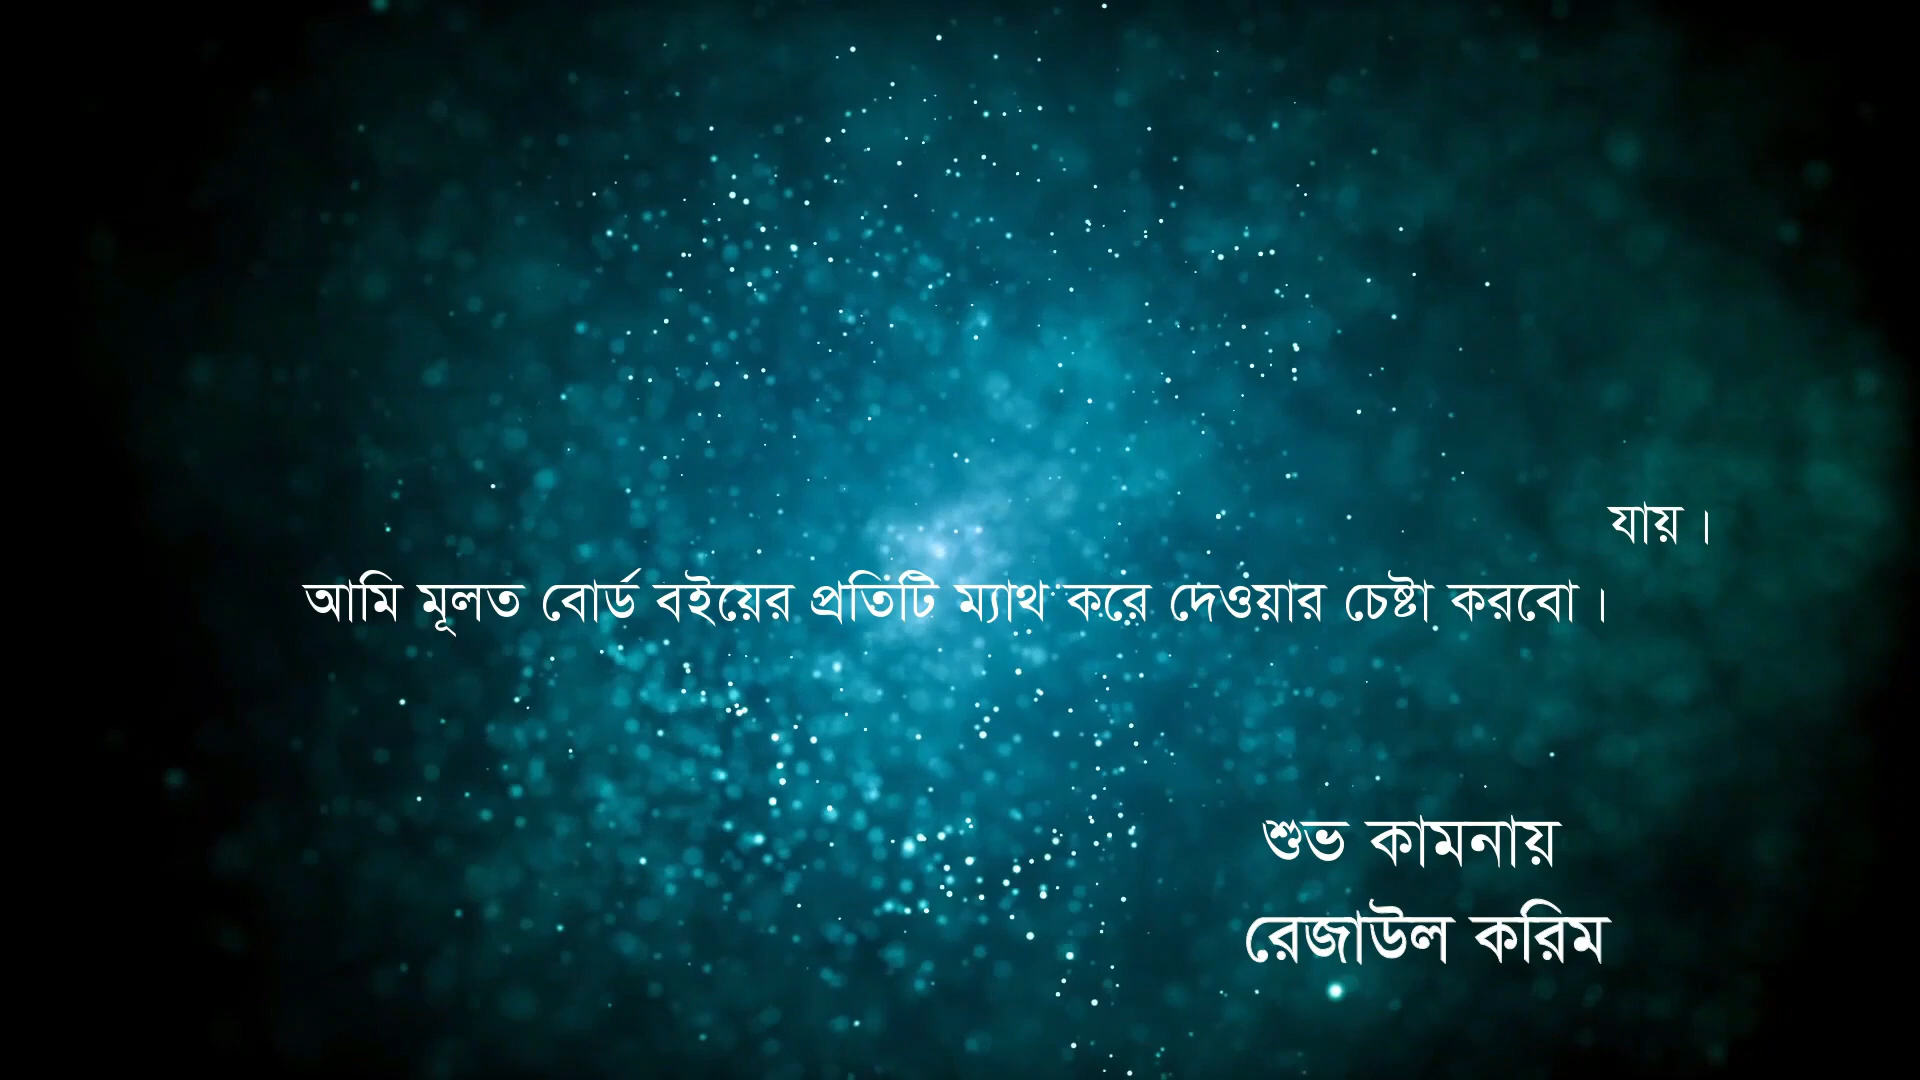 যায়।
আমি মূলত বোর্ড বইয়ের প্রতিটি ম্যাথ করে দেওয়ার চেষ্টা করবো।
শুভ কামনায়
রেজাউল করিম